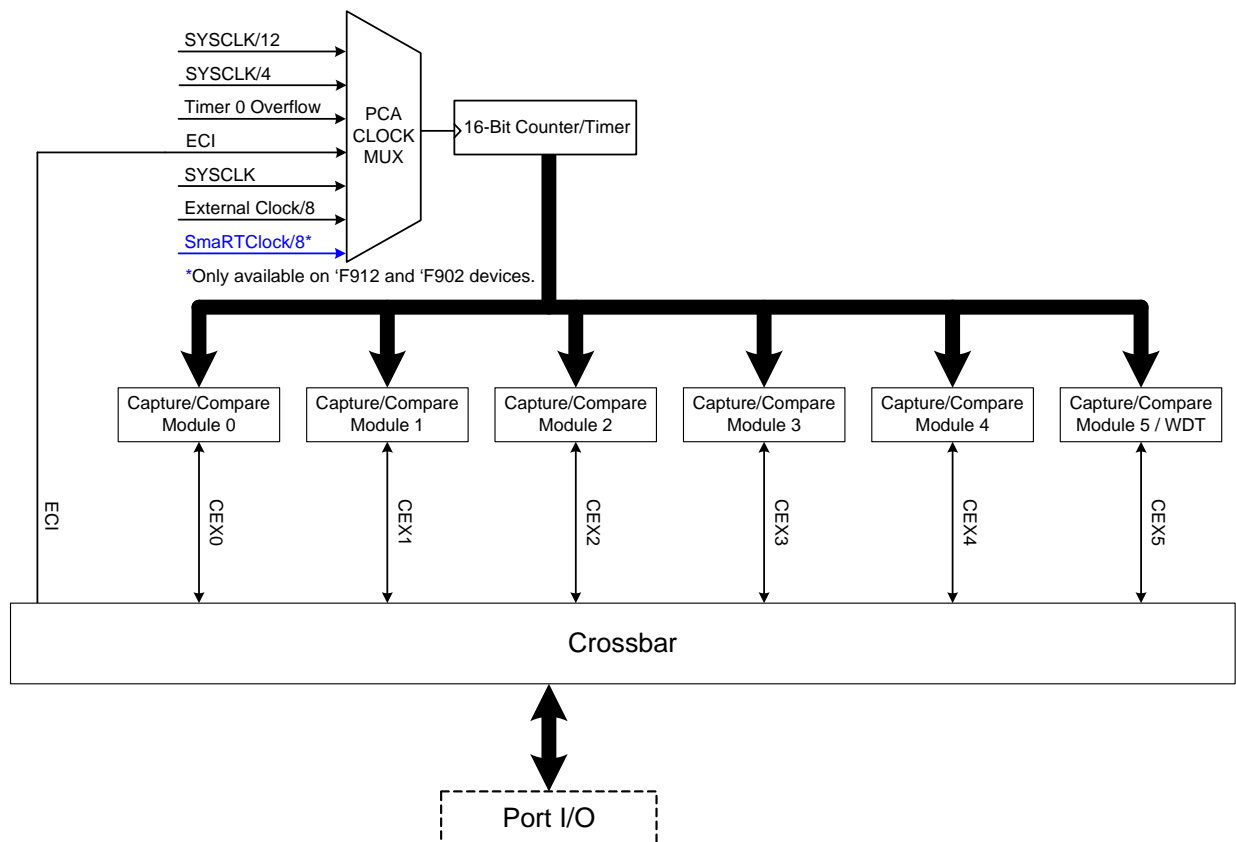 SYSCLK/12
SYSCLK/4
Timer 0 Overflow
ECI
SYSCLK
External Clock/8
SmaRTClock/8*
PCA
CLOCK
MUX
16-Bit Counter/Timer
*Only available on ‘F912 and ‘F902 devices.
Capture/Compare
Module 0
Capture/Compare
Module 1
Capture/Compare
Module 2
Capture/Compare
Module 3
Capture/Compare
Module 4
Capture/Compare
Module 5 / WDT
ECI
CEX0
CEX1
CEX2
CEX3
CEX4
CEX5
Crossbar
Port I/O